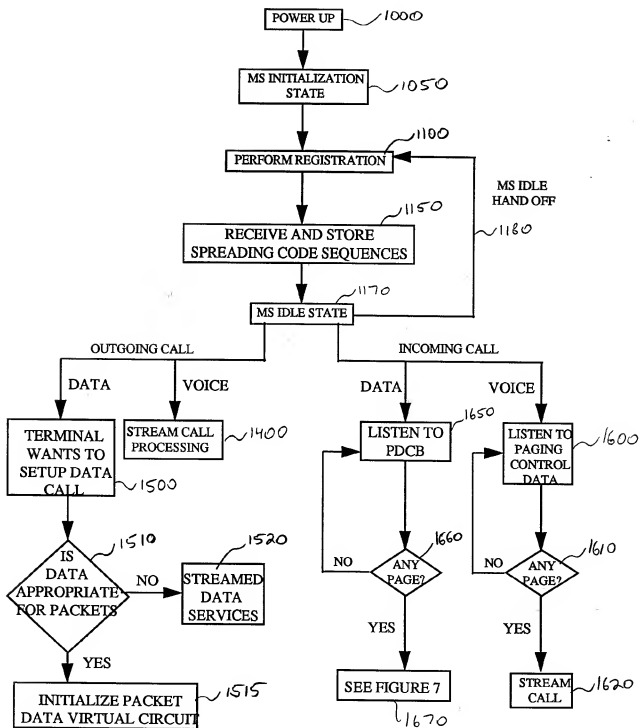 POWER UP
1000
MS INITIALIZATION
STATE
1050
1100
PERFORM REGISTRATION
MS IDLE
HAND OFF
1180
1150
RECEIVE AND STORE
SPREADING CODE SEQUENCES
1170
MS IDLE STATE
OUTGOING CALL
INCOMING CALL
DATA
VOICE
DATA
VOICE
TERMINAL
WANTS TO
SETUP DATA
CALL
1500
STREAM CALL
PROCESSING
1400
1650
LISTEN TO
PDCB
LISTEN TO
PAGING
CONTROL
DATA
1600
1510
IS
DATA
APPROPRIATE
FOR PACKETS
NO
1520
STREAMED
DATA
SERVICES
1660
ANY
PAGE?
NO
1610
ANY
PAGE?
NO
YES
YES
YES
1515
INITIALIZE PACKET
DATA VIRTUAL CIRCUIT
SEE FIGURE 7
1670
STREAM
CALL
1620